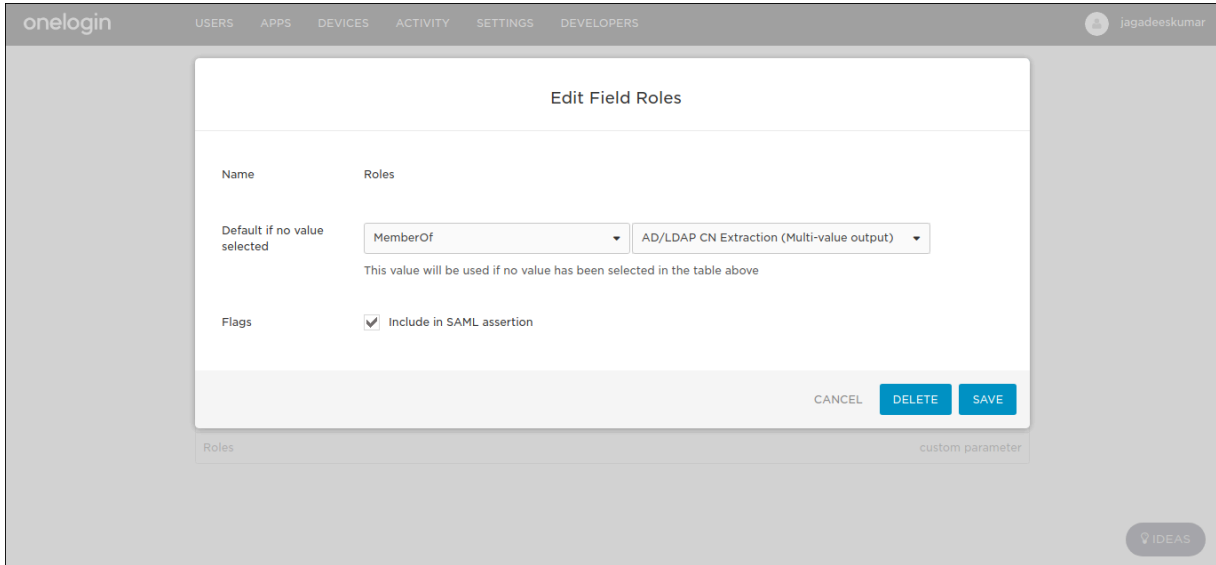 onelogin USERS APPS DEVICES ACTIVITY SETTINGS DEVELOPERS jagadeeskumar
Edit Field Roles
Name Roles
Default if no value
selected
MemberOf AD/LDAP CN Extraction (Multi-value output)
This value will be used if no value has been selected in the table above
Flags Include in SAML assertion
CANCEL DELETE SAVE
Roles custom parameter
IDEAS